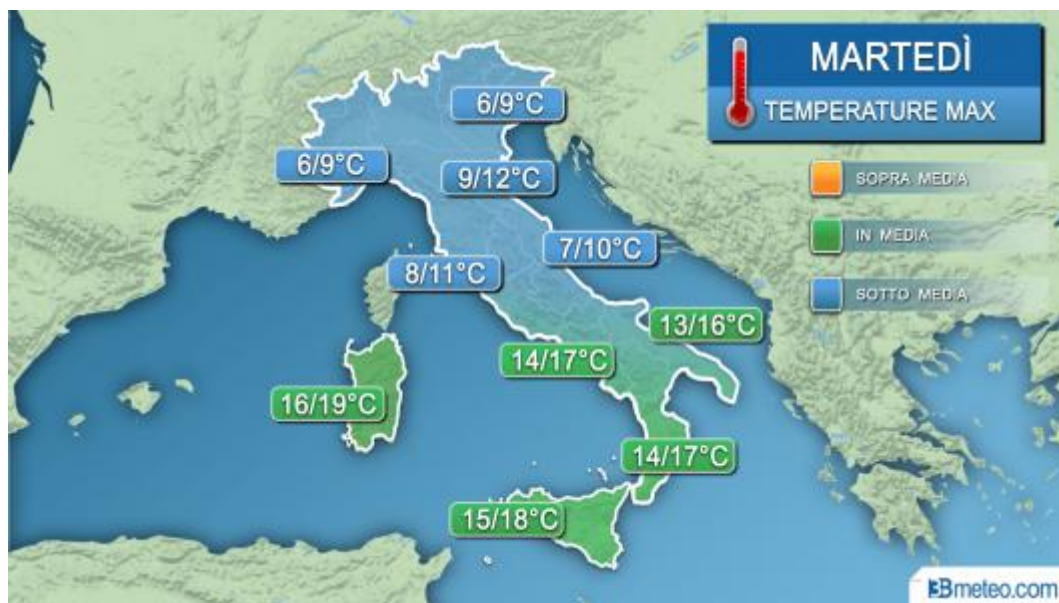 MARTEDÌ
TEMPERATURE MAX
6/9°C
6/9°C
9/12°C
7/10°C
8/11°C
13/16°C
14/17°C
16/19°C
14/17°C
15/18°C
SOPRA MEDIA
IN MEDIA
SOTTO MEDIA
3Bmeteo.com